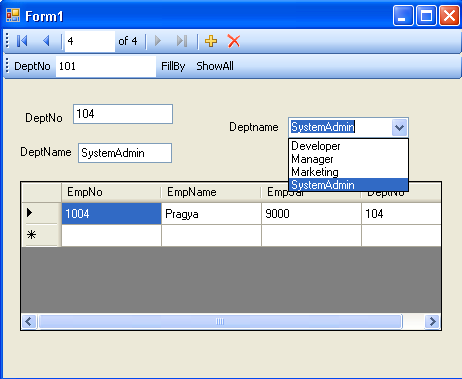 Form1
4 of 4
DeptNo 101 FillBy ShowAll
DeptNo 104
Deptname SystemAdmin
DeptName SystemAdmin
Developer
Manager
Marketing
SystemAdmin
EmpNo EmpName DeptNo
1004 Pragya 9000 104